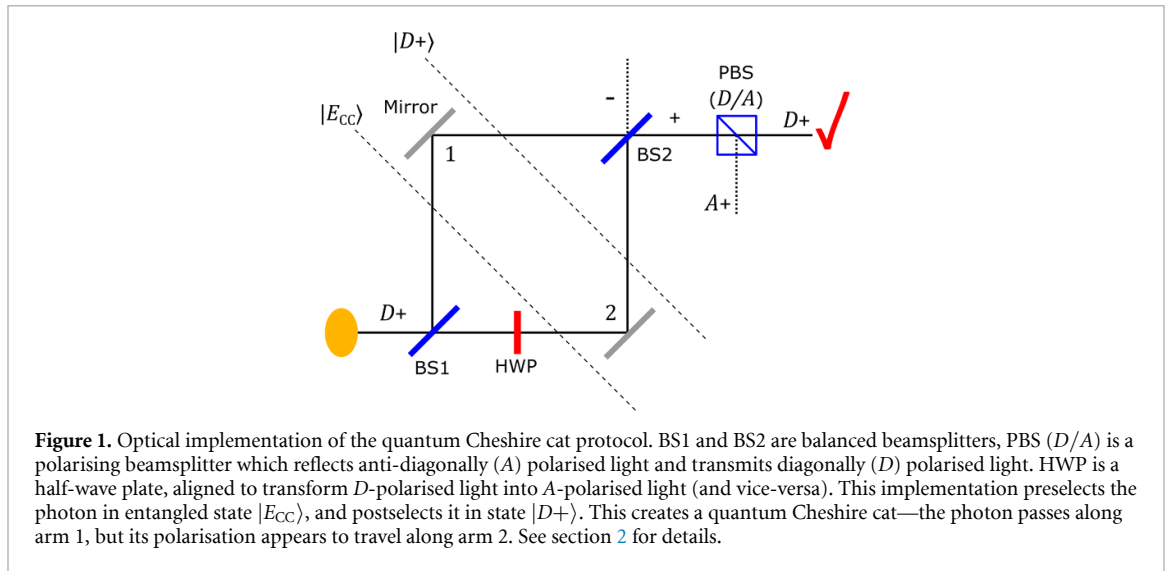 |D+⟩
|E_CC⟩
Mirror
1
-
+
BS2
PBS
(D/A)
D+
A+
D+
BS1
HWP
2
Figure 1. Optical implementation of the quantum Cheshire cat protocol. BS1 and BS2 are balanced beamsplitters, PBS (D/A) is a
polarising beamsplitter which reflects anti-diagonally (A) polarised light and transmits diagonally (D) polarised light. HWP is a
half-wave plate, aligned to transform D-polarised light into A-polarised light (and vice-versa). This implementation preselects the
photon in entangled state |E_CC⟩, and postselects it in state |D+⟩. This creates a quantum Cheshire cat—the photon passes along
arm 1, but its polarisation appears to travel along arm 2. See section 2 for details.